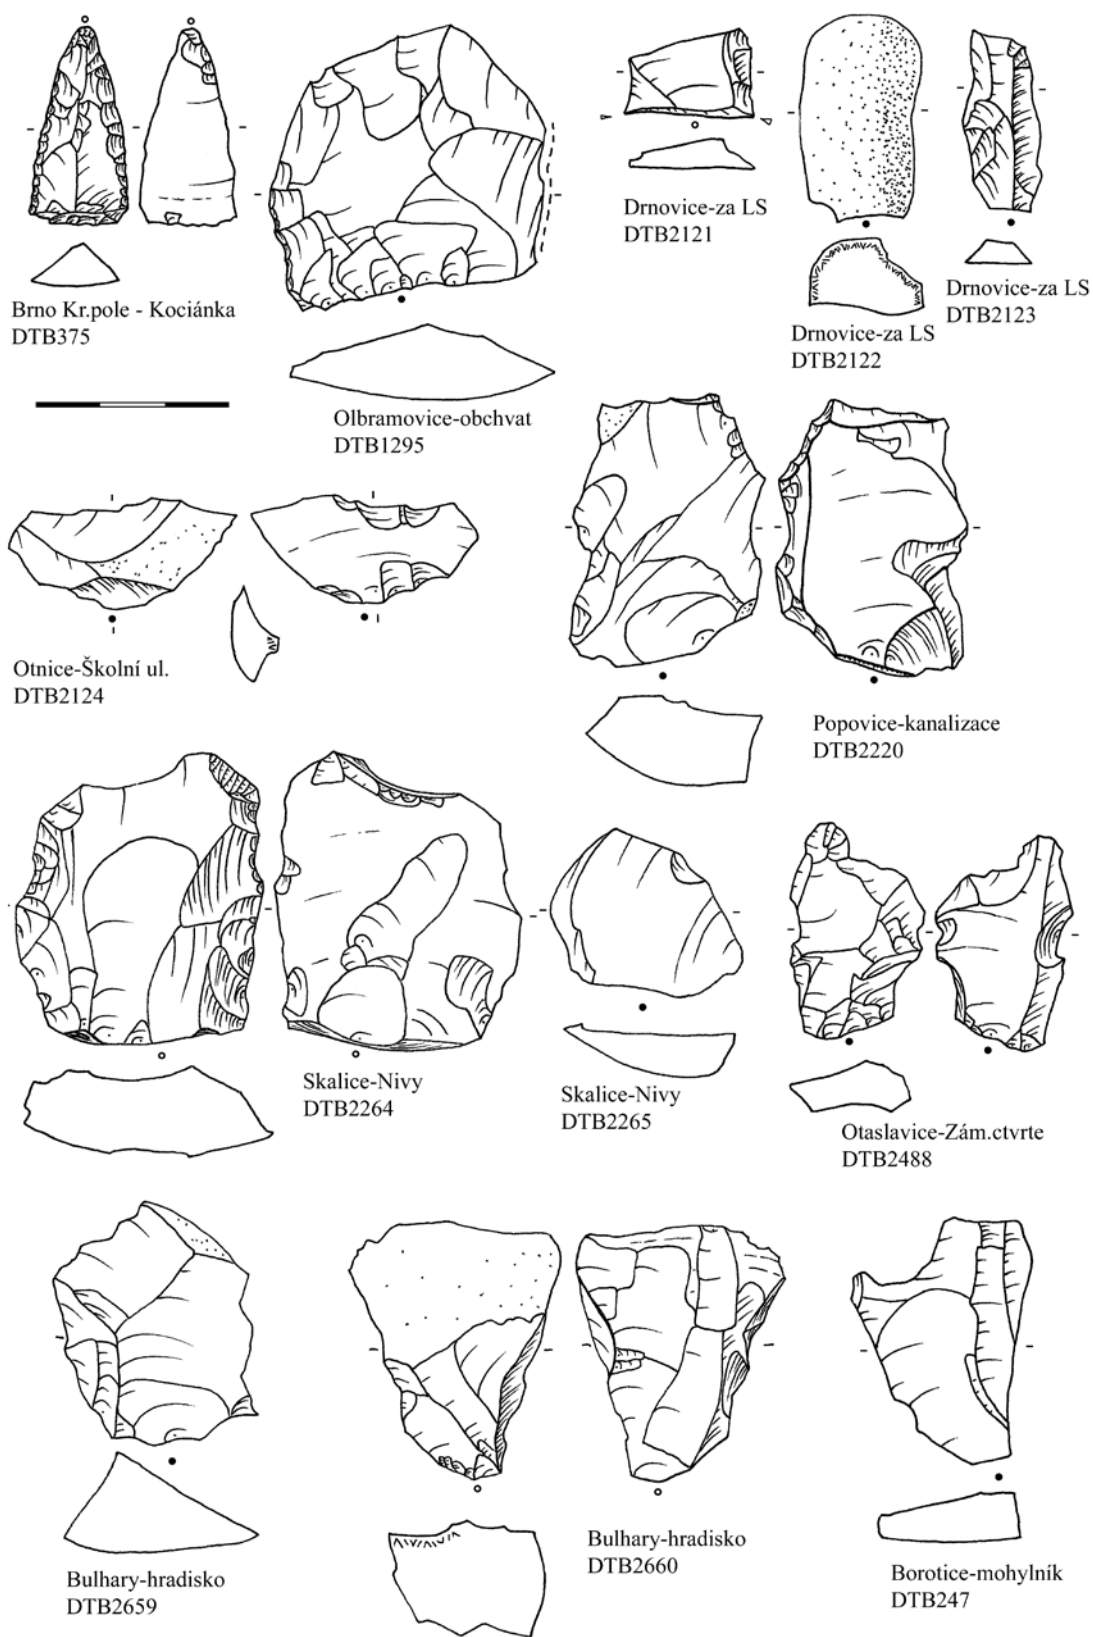 Brno Kr.pole - Kociánka
DTB375
Olbramovice-obchvat
DTB1295
Drnovice-za LS
DTB2121
Drnovice-za LS
DTB2122
Drnovice-za LS
DTB2123
Otnice-Školní ul.
DTB2124
Popovice-kanalizace
DTB2220
Skalice-Nivy
DTB2264
Skalice-Nivy
DTB2265
Otaslavice-Zám.ctvrte
DTB2488
Bulhary-hradisko
DTB2659
Bulhary-hradisko
DTB2660
Borotice-mohylník
DTB247